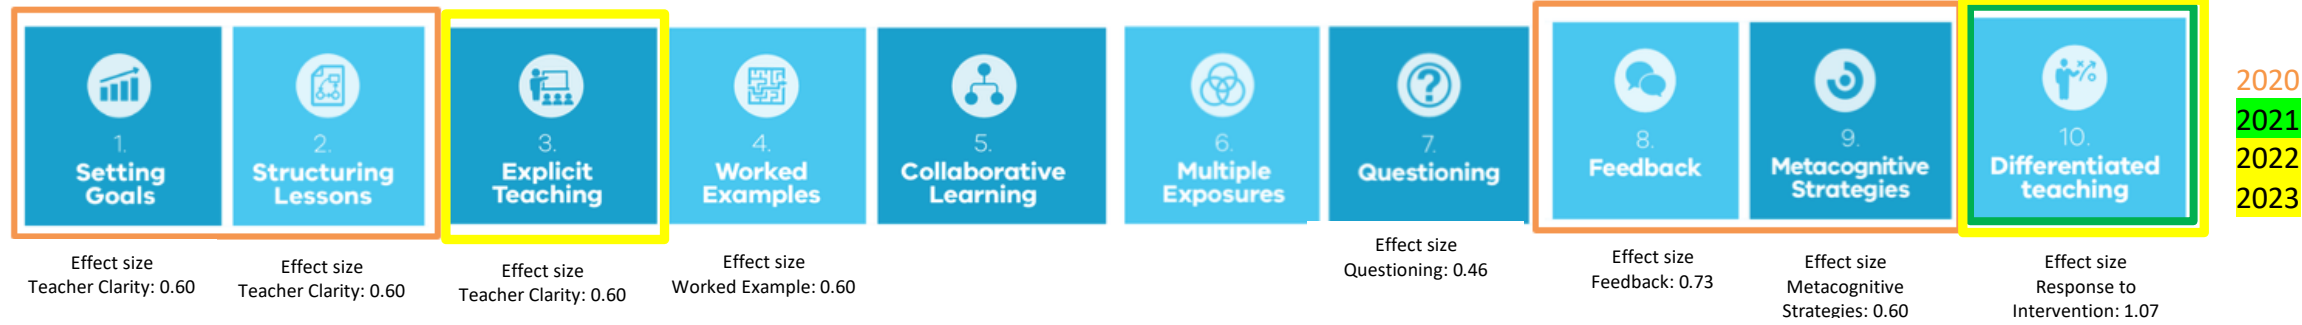 1.
Setting
Goals
Effect size
Teacher Clarity: 0.60
2.
Structuring
Lessons
Effect size
Teacher Clarity: 0.60
3.
Explicit
Teaching
Effect size
Teacher Clarity: 0.60
4.
Worked
Examples
Effect size
Worked Example: 0.60
5.
Collaborative
Learning
6.
Multiple
Exposures
7.
Questioning
Effect size
Questioning: 0.46
8.
Feedback
Effect size
Feedback: 0.73
9.
Metacognitive
Strategies
Effect size
Metacognitive
Strategies: 0.60
10.
Differentiated
teaching
Effect size
Response to
Intervention: 1.07
2020
2021
2022
2023